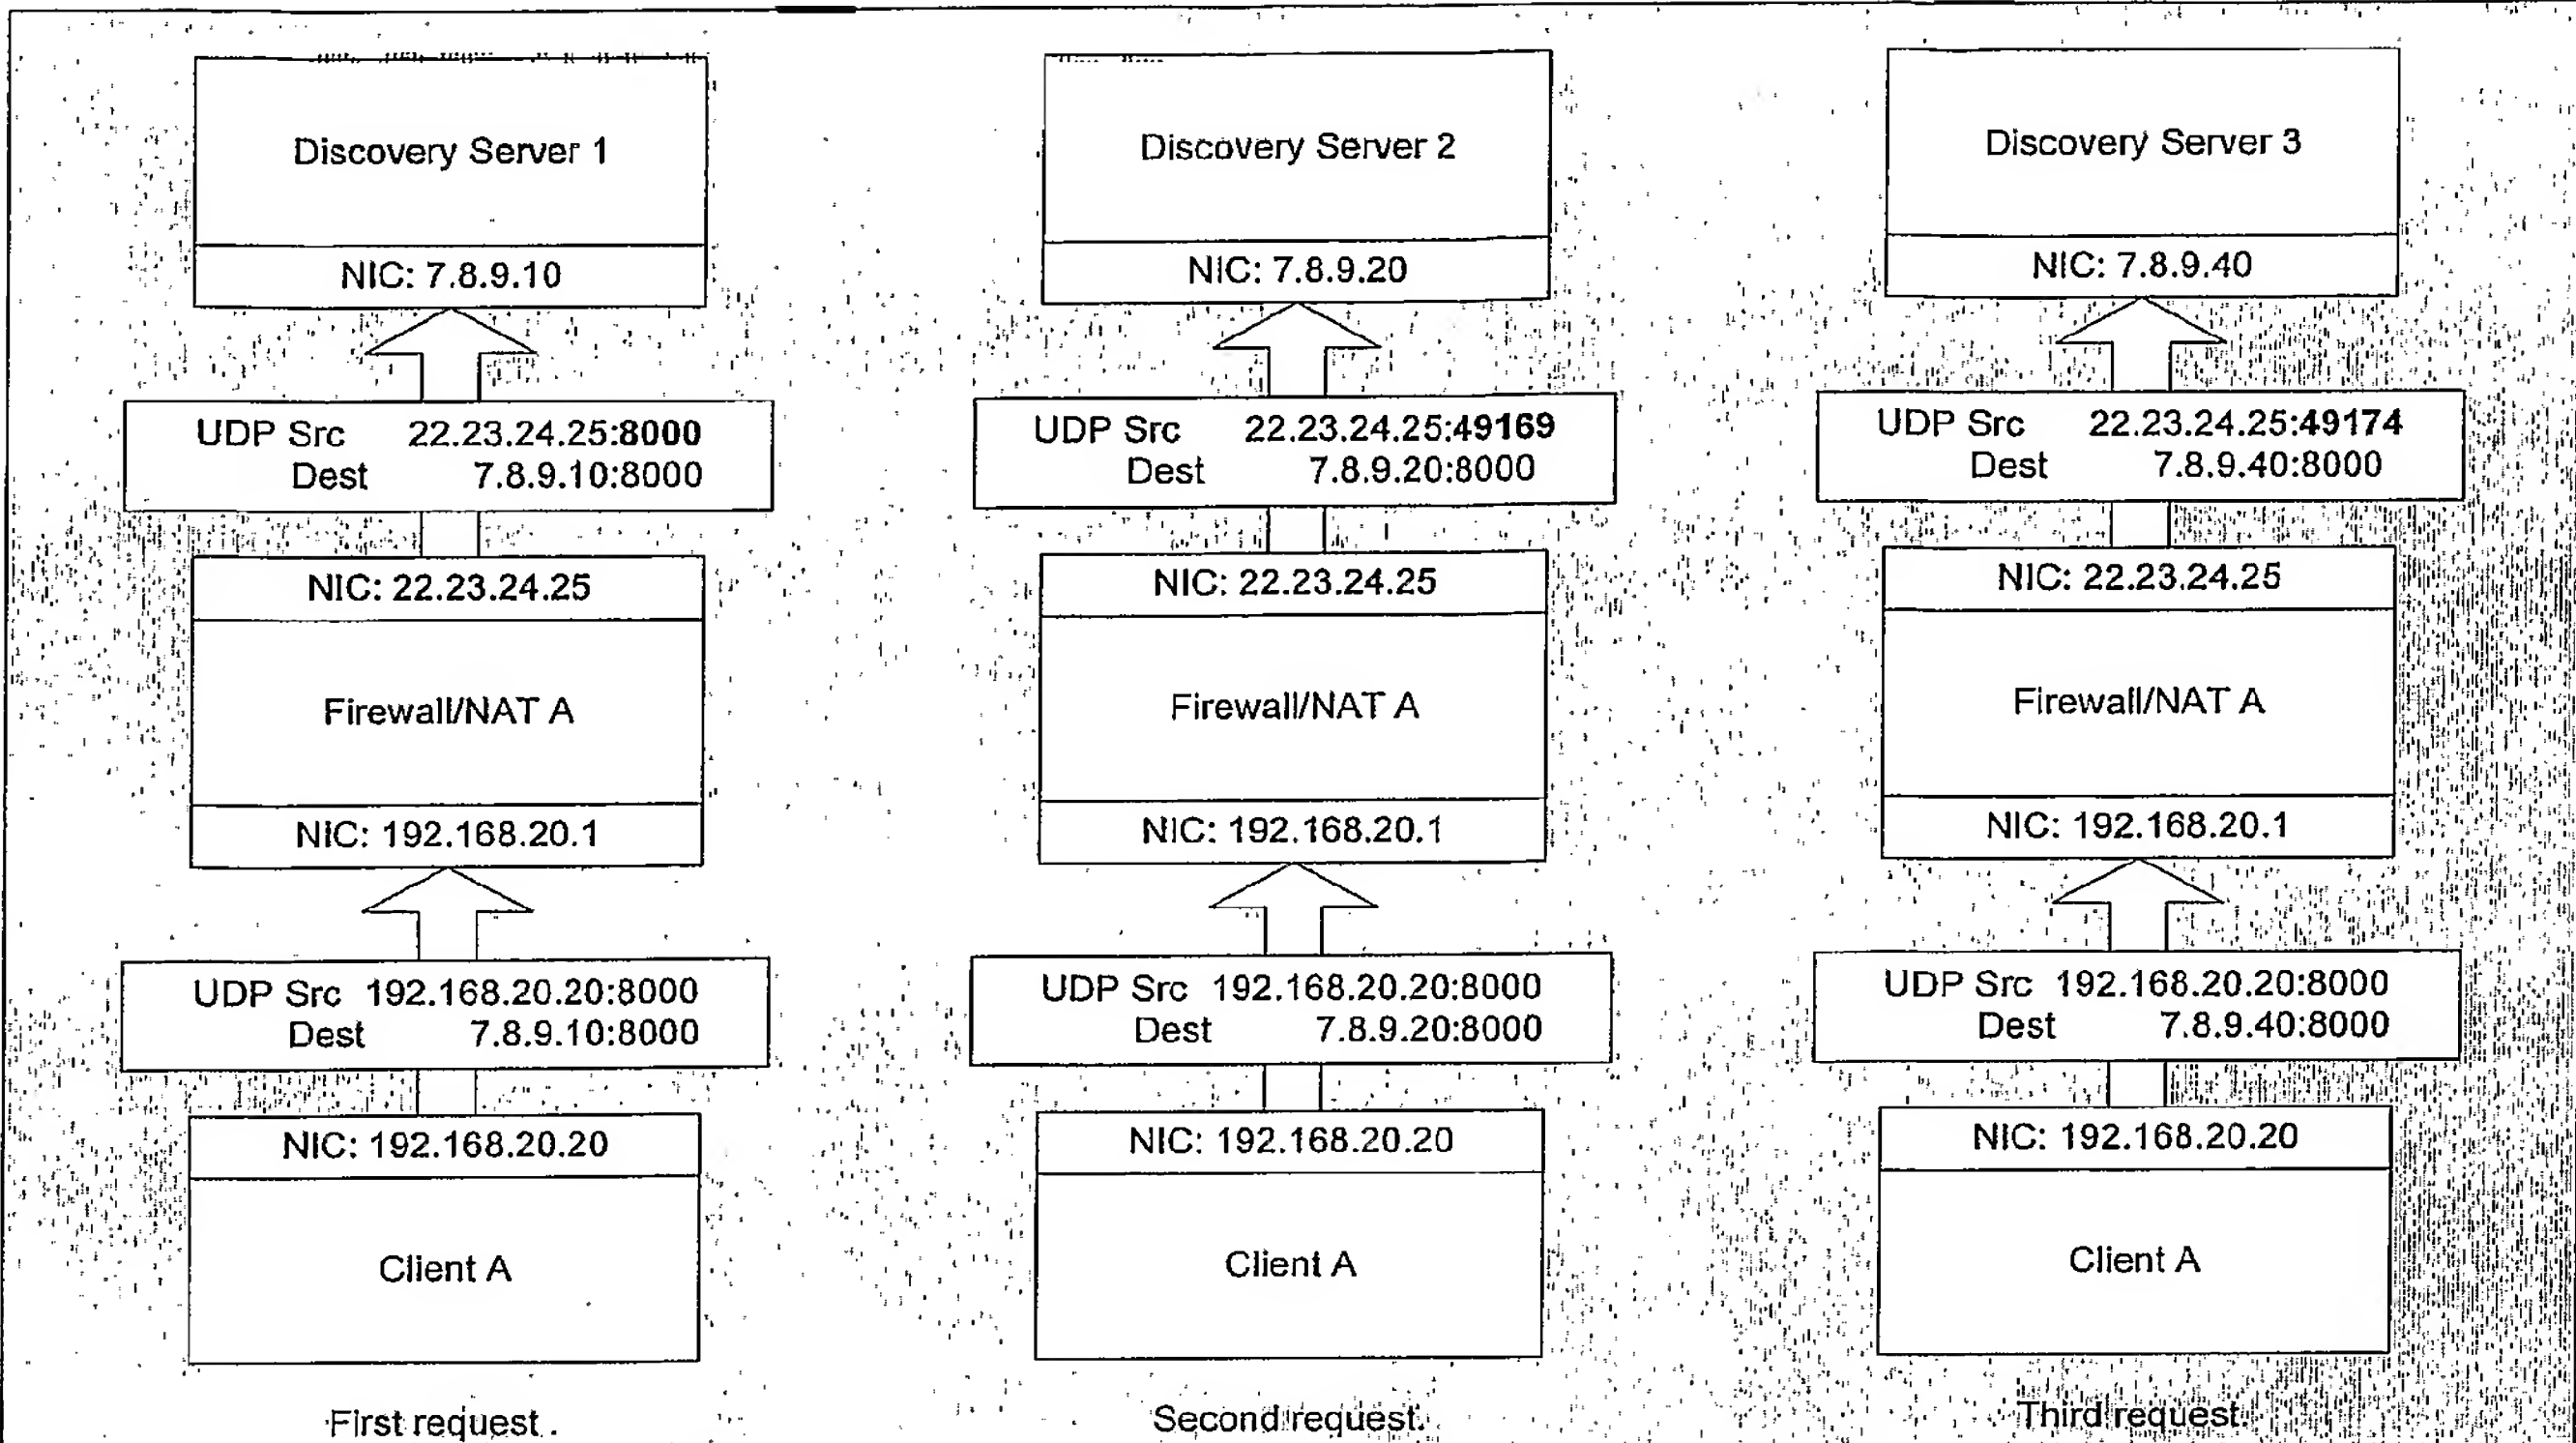 Discovery Server 1
NIC: 7.8.9.10
UDP Src 22.23.24.25:8000
Dest 7.8.9.10:8000
NIC: 22.23.24.25
Firewall/NAT A
NIC: 192.168.20.1
UDP Src 192.168.20.20:8000
Dest 7.8.9.10:8000
NIC: 192.168.20.20
Client A
First request.
Discovery Server 2
NIC: 7.8.9.20
UDP Src 22.23.24.25:49169
Dest 7.8.9.20:8000
NIC: 22.23.24.25
Firewall/NAT A
NIC: 192.168.20.1
UDP Src 192.168.20.20:8000
Dest 7.8.9.20:8000
NIC: 192.168.20.20
Client A
Second request.
Discovery Server 3
NIC: 7.8.9.40
UDP Src 22.23.24.25:49174
Dest 7.8.9.40:8000
NIC: 22.23.24.25
Firewall/NAT A
NIC: 192.168.20.1
UDP Src 192.168.20.20:8000
Dest 7.8.9.40:8000
NIC: 192.168.20.20
Client A
Third request.